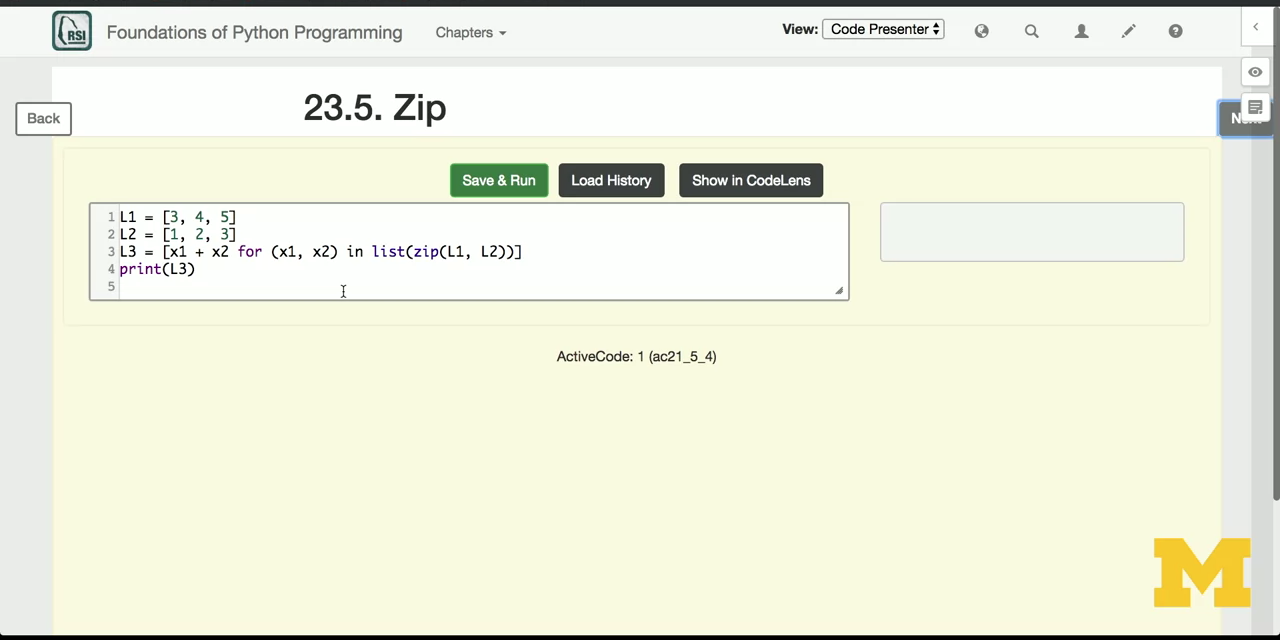 RSI
Foundations of Python Programming
Chapters
View: Code Presenter
23.5. Zip
Back
Save & Run
Load History
Show in CodeLens
1 L1 = [3, 4, 5]
2 L2 = [1, 2, 3]
3 L3 = [x1 + x2 for (x1, x2) in list(zip(L1, L2))]
4 print(L3)
5
ActiveCode: 1 (ac21_5_4)
M